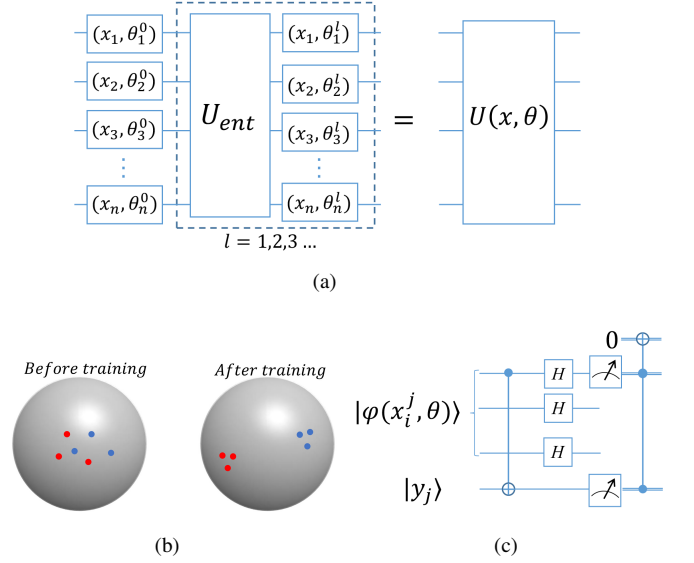 (x₁, θ₁⁰) (x₁, θ₁ˡ)
(x₂, θ₂⁰) (x₂, θ₂ˡ)
U_ent = U(x, θ)
(x₃, θ₃⁰) (x₃, θ₃ˡ)
⋮ ⋮
(xₙ, θₙ⁰) (xₙ, θₙˡ)
l = 1,2,3 ...
(a)
Before training After training
(b)
0
H
|φ(xᵢʲ, θ)⟩ H
H
|yⱼ⟩
(c)